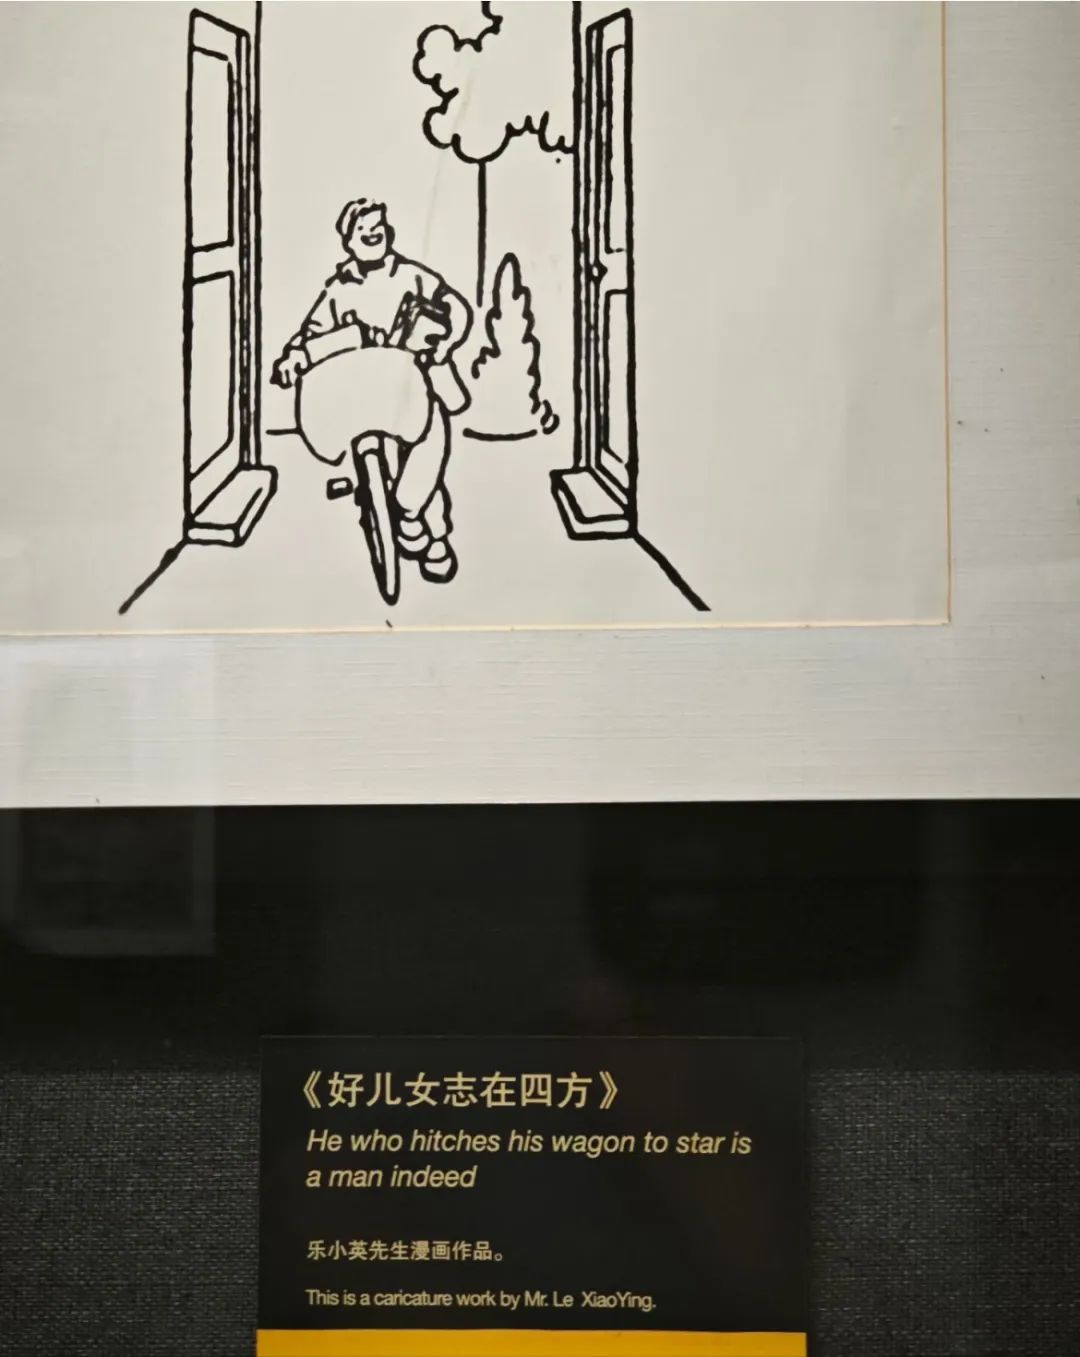 《好儿女志在四方》
He who hitches his wagon to star is
a man indeed
乐小英先生漫画作品。
This is a caricature work by Mr. Le XiaoYing.